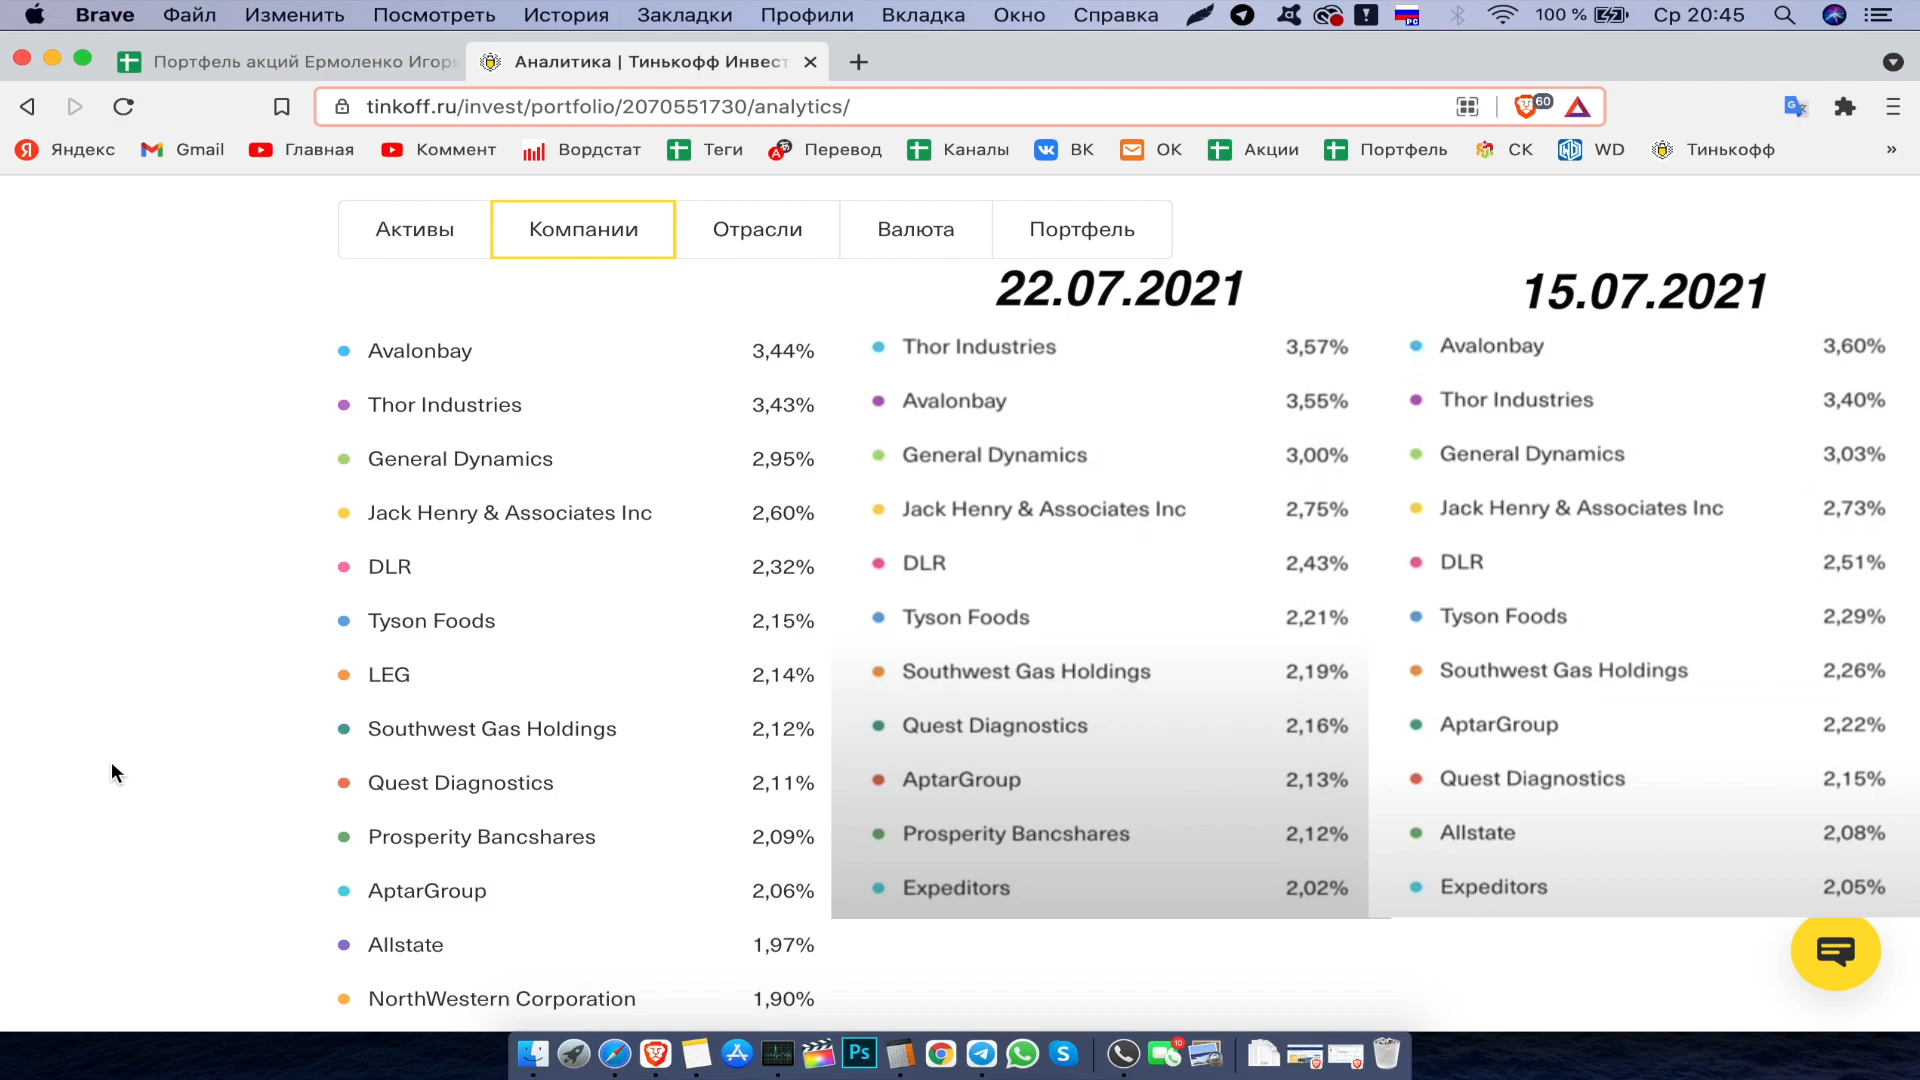 Brave Файл Изменить Посмотреть История Закладки Профили Вкладка Окно Справка РС 100 % Ср 20:45
Портфель акций Ермоленко Игоря Аналитика | Тинькофф Инвест
tinkoff.ru/invest/portfolio/2070551730/analytics/ 60
Яндекс Gmail Главная Коммент Вордстат Теги Перевод Каналы ВК ОК Акции Портфель СК WD Тинькофф »
Активы Компании Отрасли Валюта Портфель
22.07.2021 15.07.2021
Avalonbay 3,44% Thor Industries 3,57% Avalonbay 3,60%
Thor Industries 3,43% Avalonbay 3,55% Thor Industries 3,40%
General Dynamics 2,95% General Dynamics 3,00% General Dynamics 3,03%
Jack Henry & Associates Inc 2,60% Jack Henry & Associates Inc 2,75% Jack Henry & Associates Inc 2,73%
DLR 2,32% DLR 2,43% DLR 2,51%
Tyson Foods 2,15% Tyson Foods 2,21% Tyson Foods 2,29%
LEG 2,14% Southwest Gas Holdings 2,19% Southwest Gas Holdings 2,26%
Southwest Gas Holdings 2,12% Quest Diagnostics 2,16% AptarGroup 2,22%
Quest Diagnostics 2,11% AptarGroup 2,13% Quest Diagnostics 2,15%
Prosperity Bancshares 2,09% Prosperity Bancshares 2,12% Allstate 2,08%
AptarGroup 2,06% Expeditors 2,02% Expeditors 2,05%
Allstate 1,97%
NorthWestern Corporation 1,90%
Ps 10